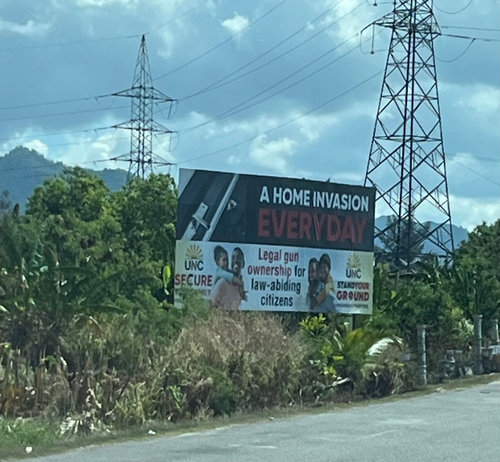 A HOME INVASION
EVERYDAY
UNC
SECURE
Legal gun
ownership for
law-abiding
citizens
UNC
STAND YOUR
GROUND